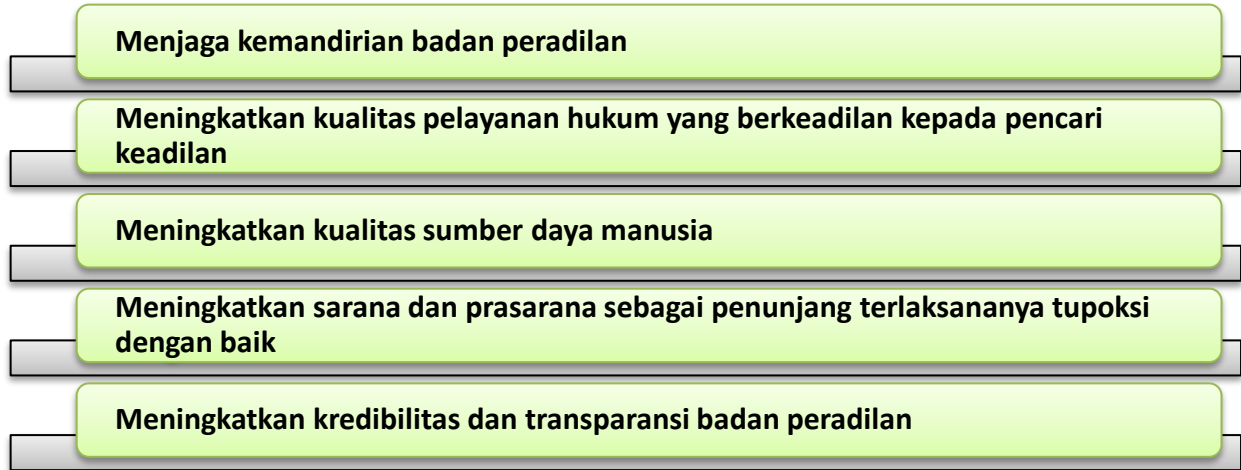 Menjaga kemandirian badan peradilan
Meningkatkan kualitas pelayanan hukum yang berkeadilan kepada pencari
keadilan
Meningkatkan kualitas sumber daya manusia
Meningkatkan sarana dan prasarana sebagai penunjang terlaksananya tupoksi
dengan baik
Meningkatkan kredibilitas dan transparansi badan peradilan